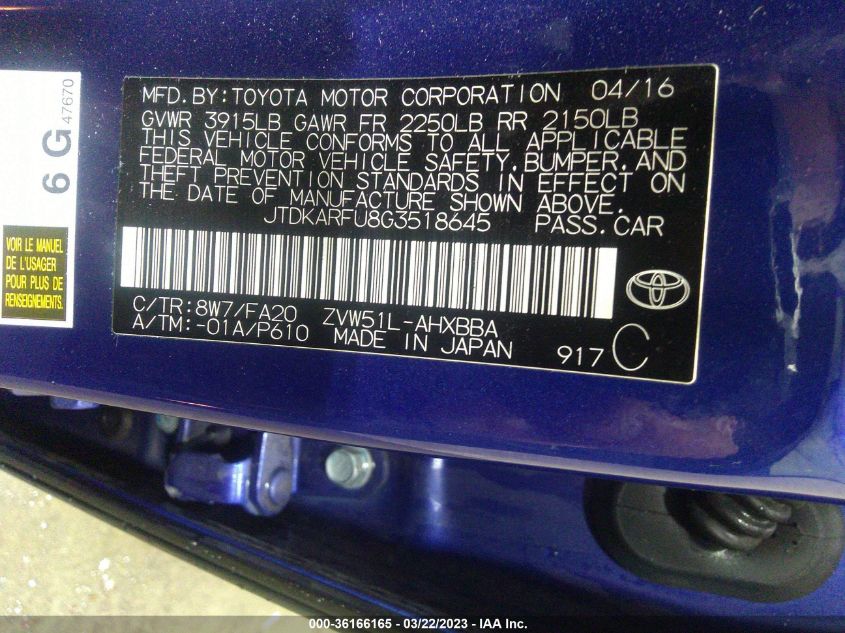 MFD.BY:TOYOTA MOTOR CORPORATION 04/16
GVWR 3915LB GAWR FR 2250LB RR 2150LB
THIS VEHICLE CONFORMS TO ALL APPLICABLE
FEDERAL MOTOR VEHICLE SAFETY,BUMPER,AND
THEFT PREVENTION STANDARDS IN EFFECT ON
THE DATE OF MANUFACTURE SHOWN ABOVE.
JTDKARFU8G3518645 PASS.CAR
C/TR:8W7/FA20 ZVW51L-AHXBBA
A/TM:-01A/P610 MADE IN JAPAN
917 C
6 G
47670
VOIR LE MANUEL
DE L'USAGER
POUR PLUS DE
RENSEIGNEMENTS.
000-36166165 - 03/22/2023 - IAA Inc.